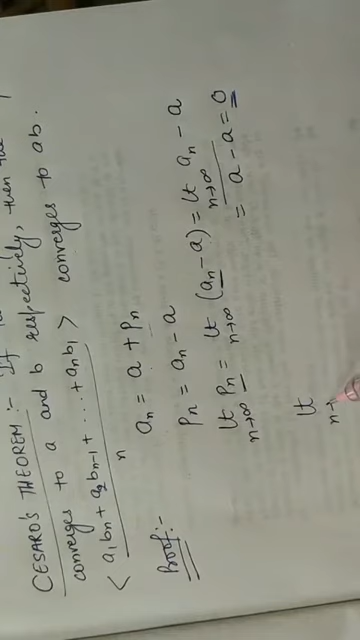 CESARO'S THEOREM :- If
converges to a and b respectively, then the
< a₁bₙ + a₂bₙ₋₁ + ... + aₙb₁ / n > converges to ab.
Proof:- aₙ = a + pₙ
pₙ = aₙ - a
lt n→∞ pₙ = lt n→∞ (aₙ - a) = lt n→∞ aₙ - a
= a - a = 0
lt n→